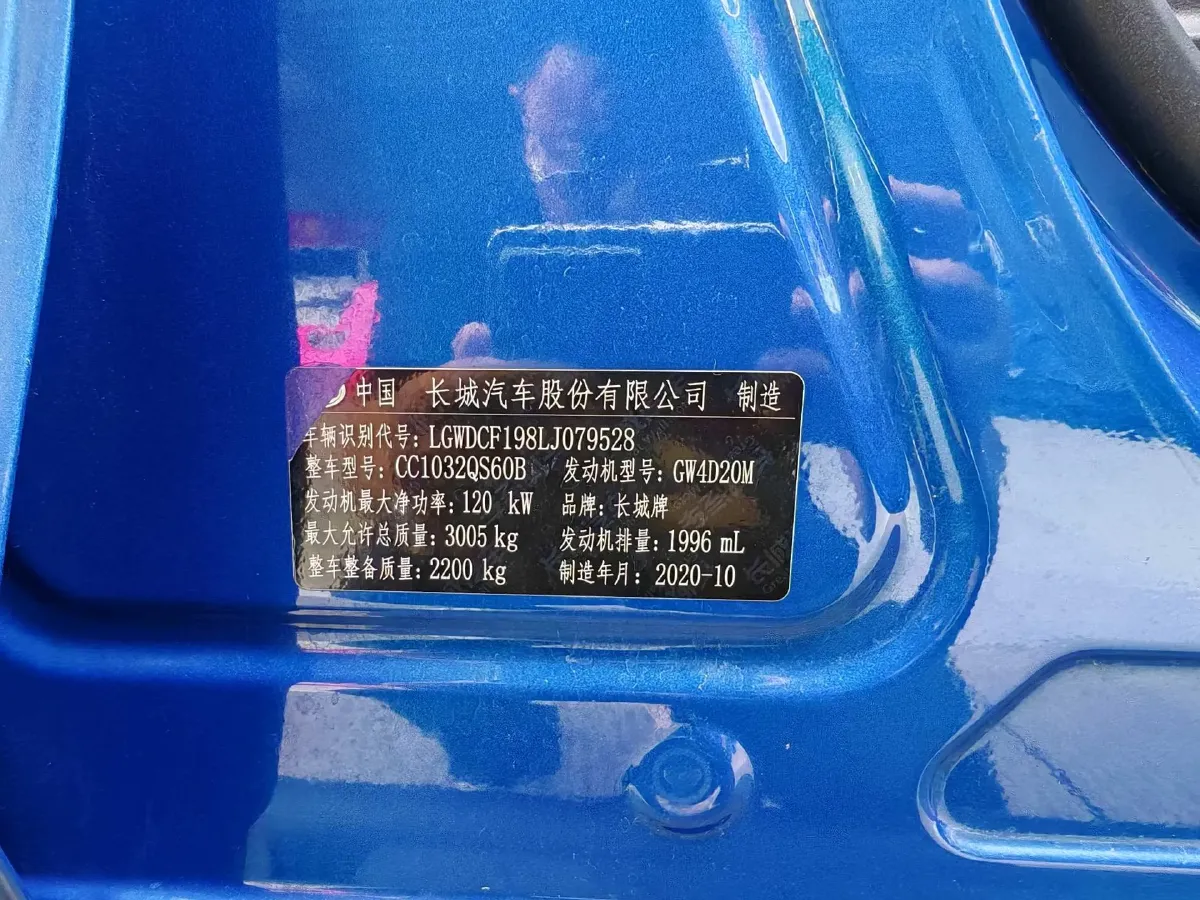 中国 长城汽车股份有限公司 制造
车辆识别代号: LGWDCF198LJ079528
整车型号: CC1032QS60B 发动机型号: GW4D20M
发动机最大净功率: 120 kW 品牌: 长城牌
最大允许总质量: 3005 kg 发动机排量: 1996 mL
整车整备质量: 2200 kg 制造年月: 2020-10